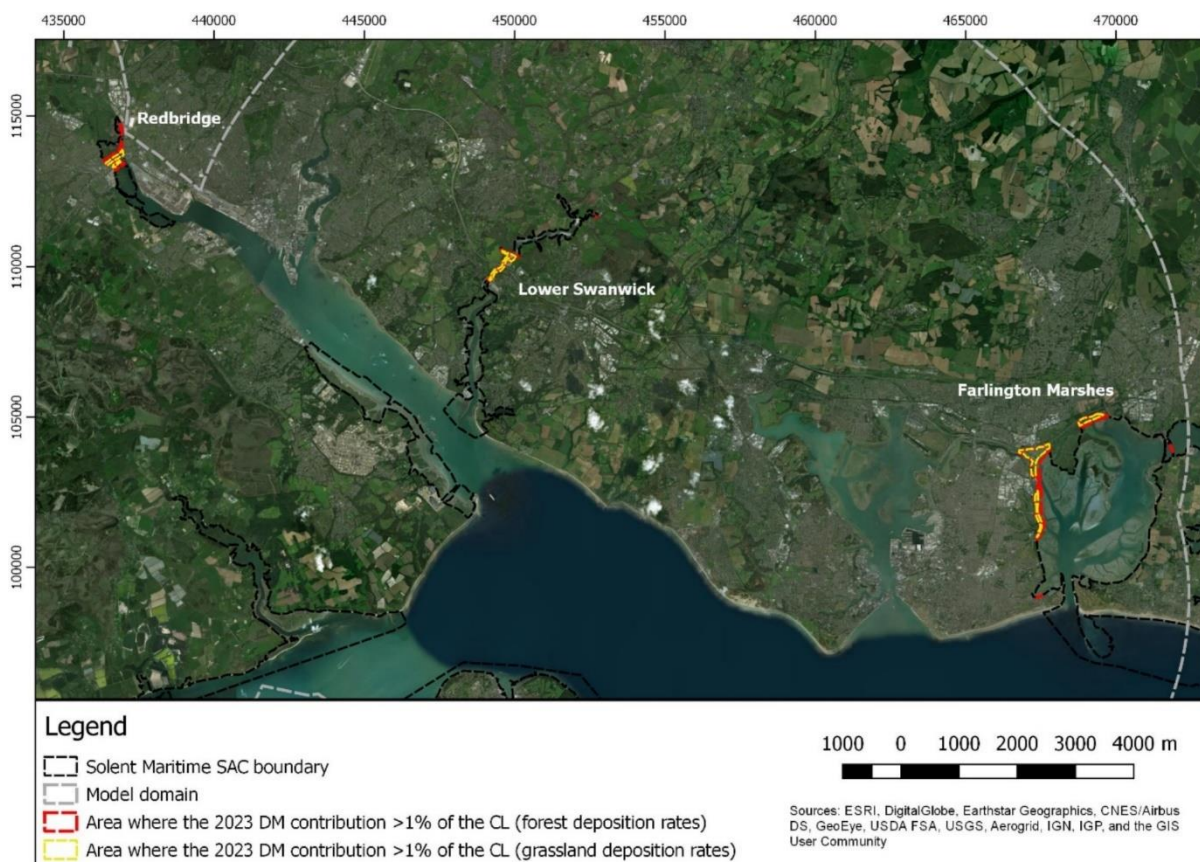 435000 440000 445000 450000 455000 460000 465000 470000
115000
Redbridge
110000
Lower Swanwick
105000
Farlington Marshes
100000
Legend
Solent Maritime SAC boundary
Model domain
Area where the 2023 DM contribution >1% of the CL (forest deposition rates)
Area where the 2023 DM contribution >1% of the CL (grassland deposition rates)
1000 0 1000 2000 3000 4000 m
Sources: ESRI, DigitalGlobe, Earthstar Geographics, CNES/Airbus
DS, GeoEye, USDA FSA, USGS, Aerogrid, IGN, IGP, and the GIS
User Community